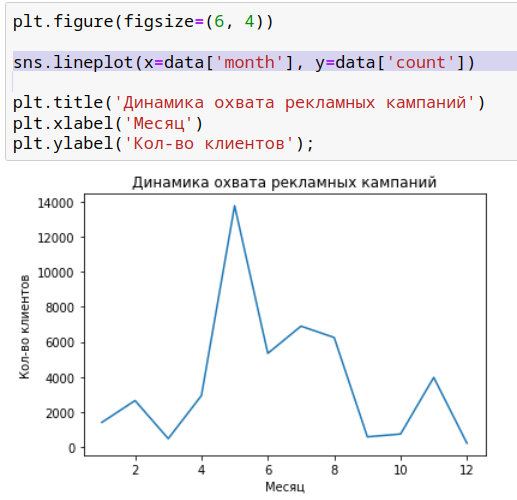 plt.figure(figsize=(6, 4))
sns.lineplot(x=data['month'], y=data['count'])
plt.title('Динамика охвата рекламных кампаний')
plt.xlabel('Месяц')
plt.ylabel('Кол-во клиентов');
Динамика охвата рекламных кампаний
14000
12000
10000
8000
6000
4000
2000
0
Кол-во клиентов
2 4 6 8 10 12
Месяц